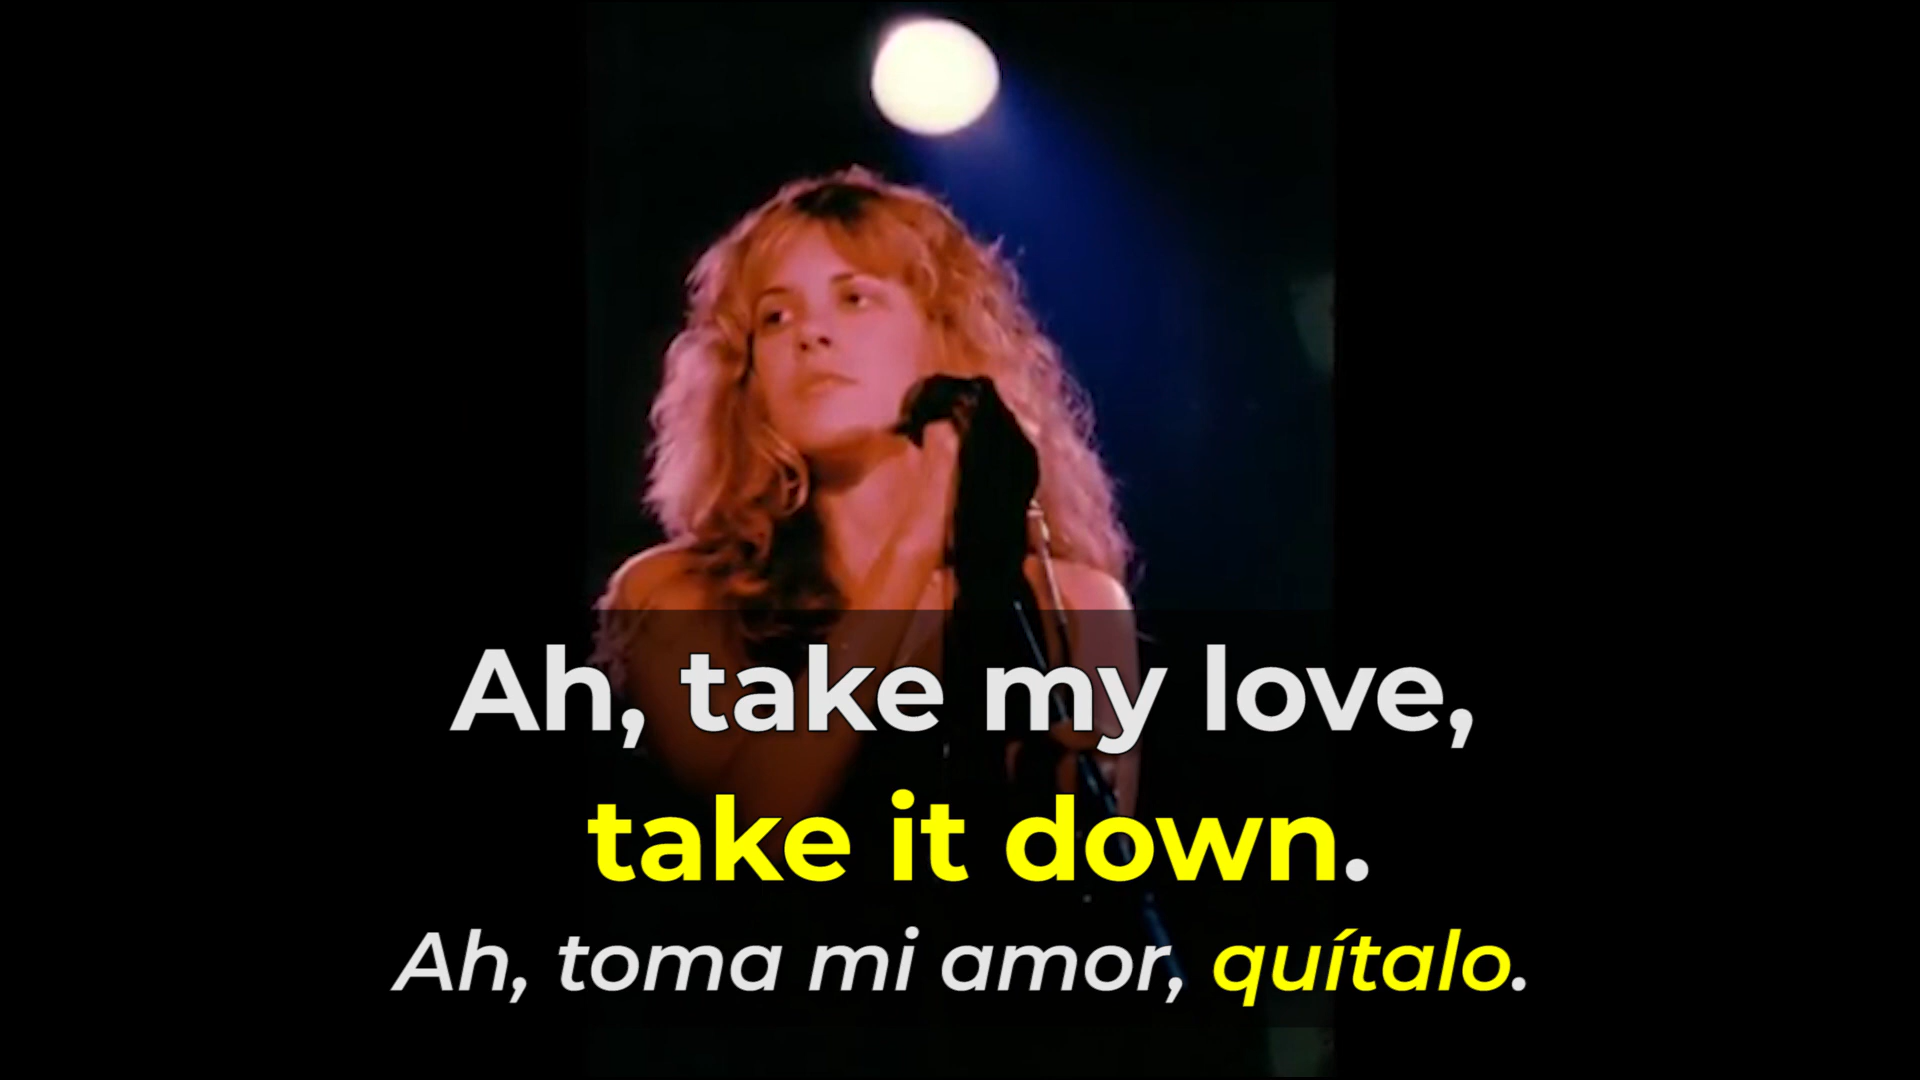 Ah, take my love,
take it down.
Ah, toma mi amor, quítalo.